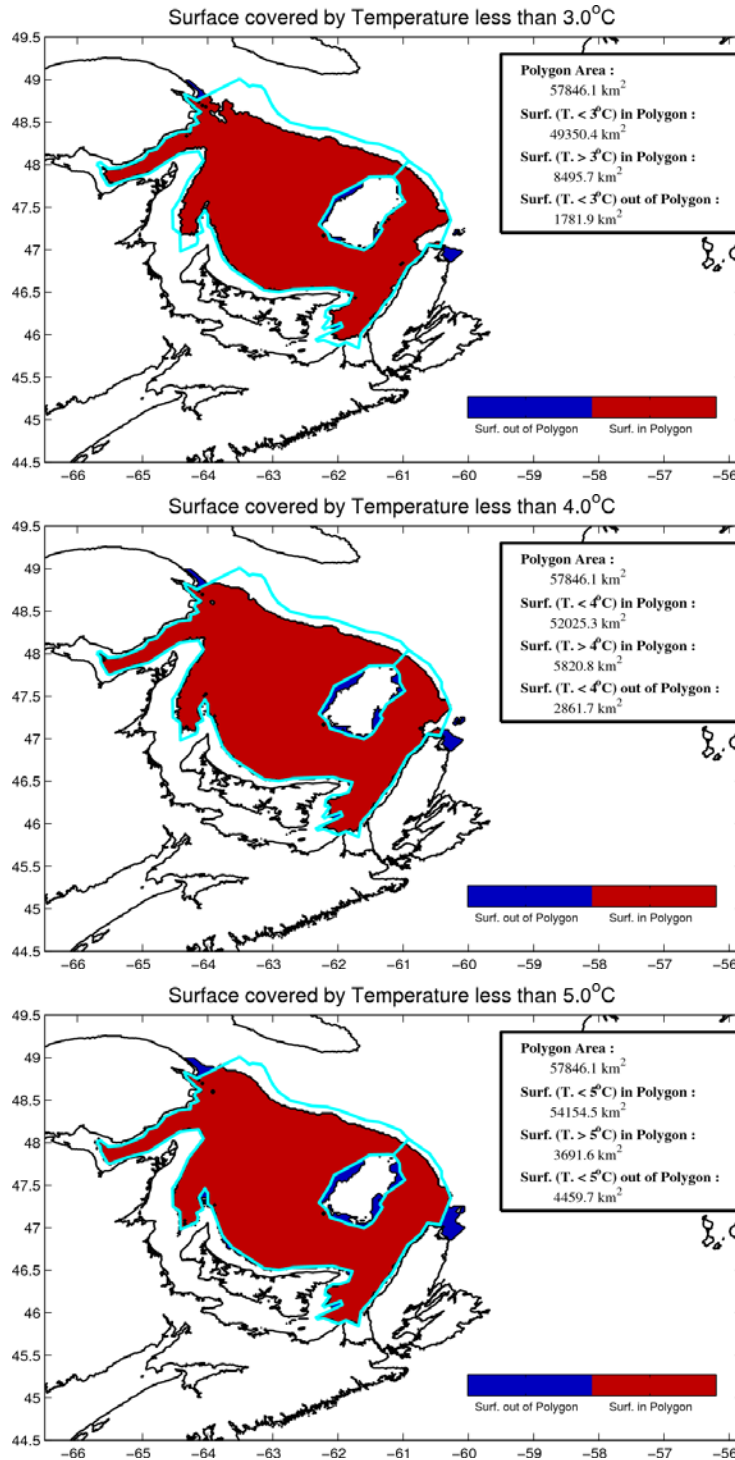 Surface covered by Temperature less than 3.0°C
49.5
49
48.5
48
47.5
47
46.5
46
45.5
45
44.5
Polygon Area :
57846.1 km²
Surf. (T. < 3°C) in Polygon :
49350.4 km²
Surf. (T. > 3°C) in Polygon :
8495.7 km²
Surf. (T. < 3°C) out of Polygon :
1781.9 km²
Surf. out of Polygon Surf. in Polygon
−66 −65 −64 −63 −62 −61 −60 −59 −58 −57 −56
Surface covered by Temperature less than 4.0°C
49.5
49
48.5
48
47.5
47
46.5
46
45.5
45
44.5
Polygon Area :
57846.1 km²
Surf. (T. < 4°C) in Polygon :
52025.3 km²
Surf. (T. > 4°C) in Polygon :
5820.8 km²
Surf. (T. < 4°C) out of Polygon :
2861.7 km²
Surf. out of Polygon Surf. in Polygon
−66 −65 −64 −63 −62 −61 −60 −59 −58 −57 −56
Surface covered by Temperature less than 5.0°C
49.5
49
48.5
48
47.5
47
46.5
46
45.5
45
44.5
Polygon Area :
57846.1 km²
Surf. (T. < 5°C) in Polygon :
54154.5 km²
Surf. (T. > 5°C) in Polygon :
3691.6 km²
Surf. (T. < 5°C) out of Polygon :
4459.7 km²
Surf. out of Polygon Surf. in Polygon
−66 −65 −64 −63 −62 −61 −60 −59 −58 −57 −56